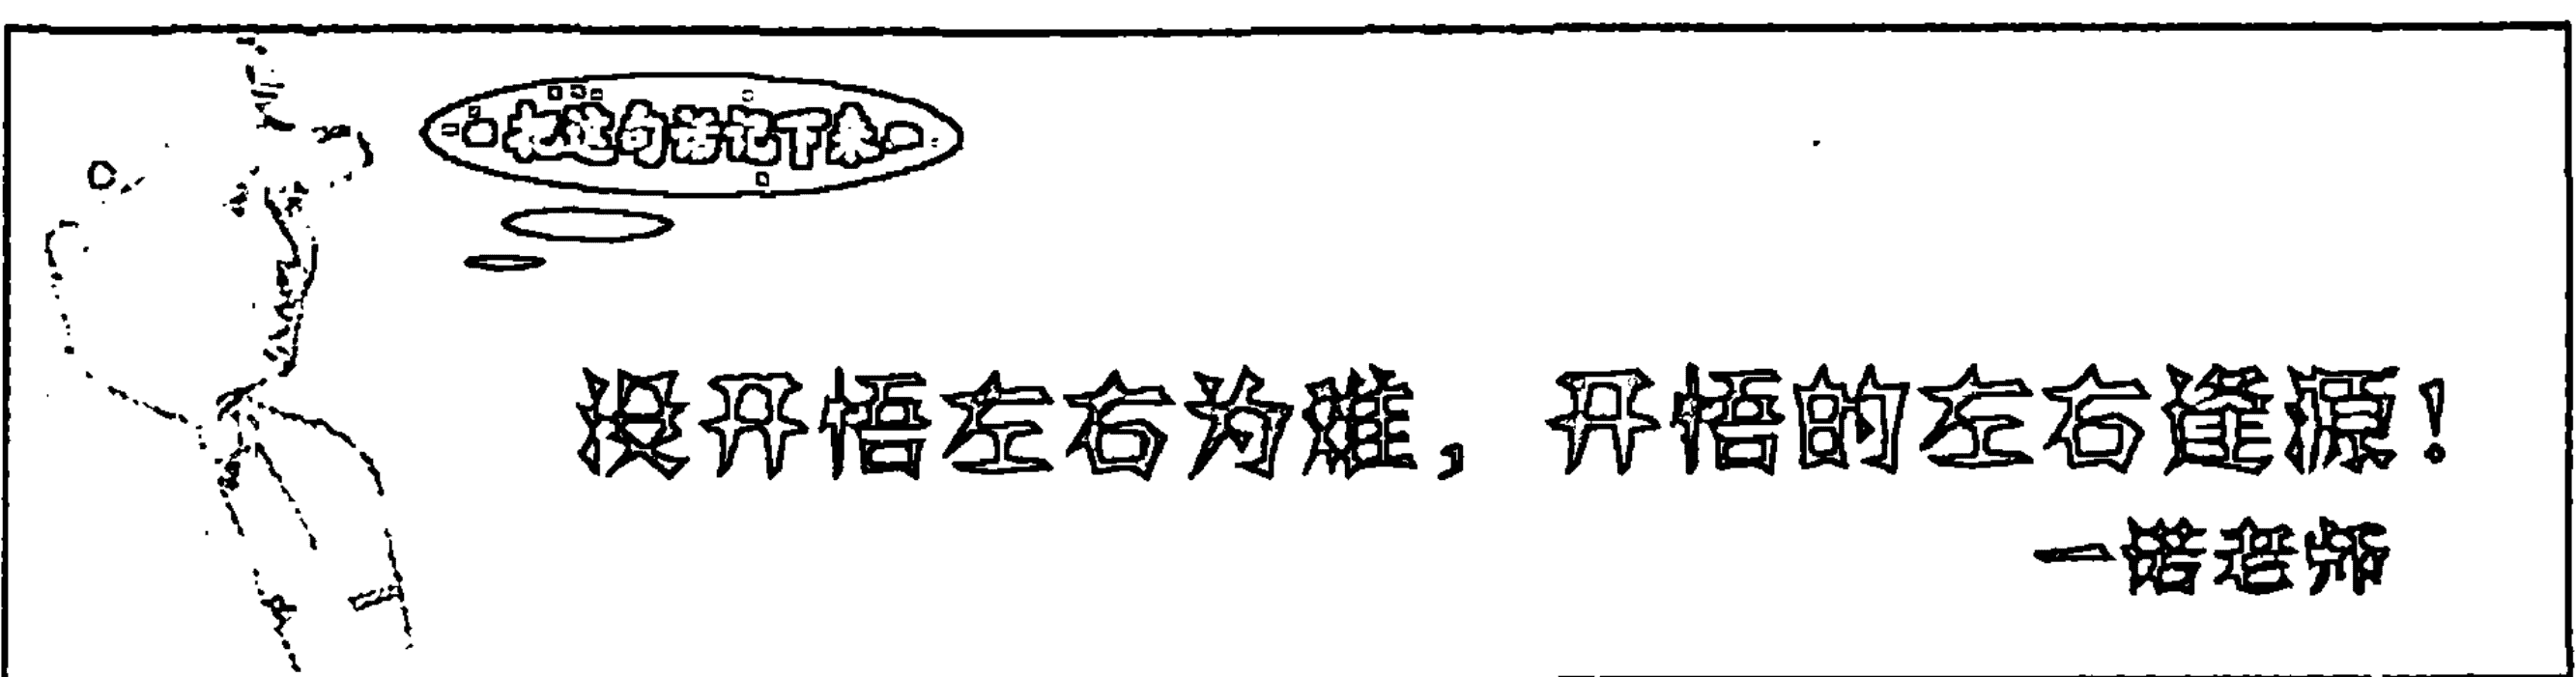 把这句话记下来
没开悟左右为难，开悟的左右逢源！
一诺老师